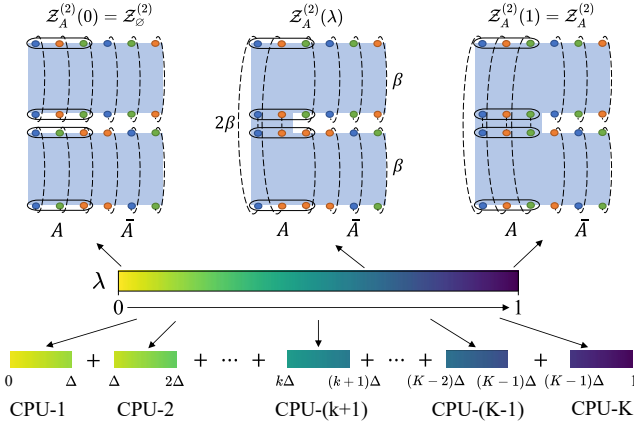 𝒵_A^{(2)}(0) = 𝒵_∅^{(2)}
𝒵_A^{(2)}(λ)
𝒵_A^{(2)}(1) = 𝒵_A^{(2)}
β
2β
β
A Ā
A Ā
A Ā
λ
0 1
+ + ⋯ + + ⋯ + +
0 Δ Δ 2Δ kΔ (k+1)Δ (K−2)Δ (K−1)Δ (K−1)Δ 1
CPU-1 CPU-2 CPU-(k+1) CPU-(K-1) CPU-K